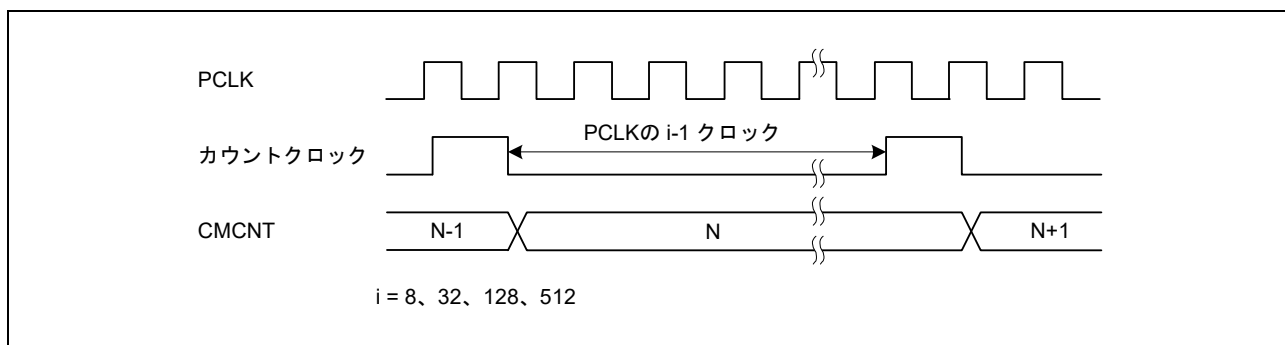 PCLK
PCLKの i-1 クロック
カウントクロック
CMCNT
N-1
N
N+1
i = 8、32、128、512